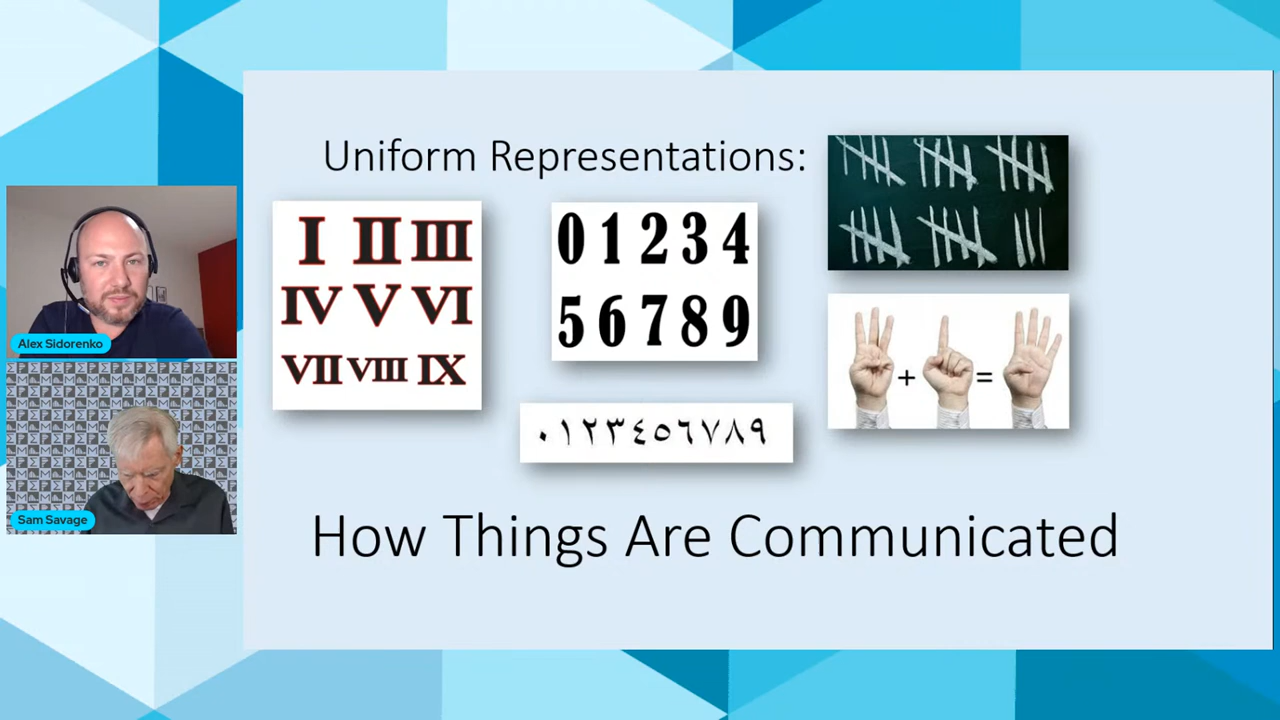 Uniform Representations:
I II III
IV V VI
VII VIII IX
0 1 2 3 4
5 6 7 8 9
٠١٢٣٤٥٦٧٨٩
+ =
How Things Are Communicated
Alex Sidorenko
Sam Savage